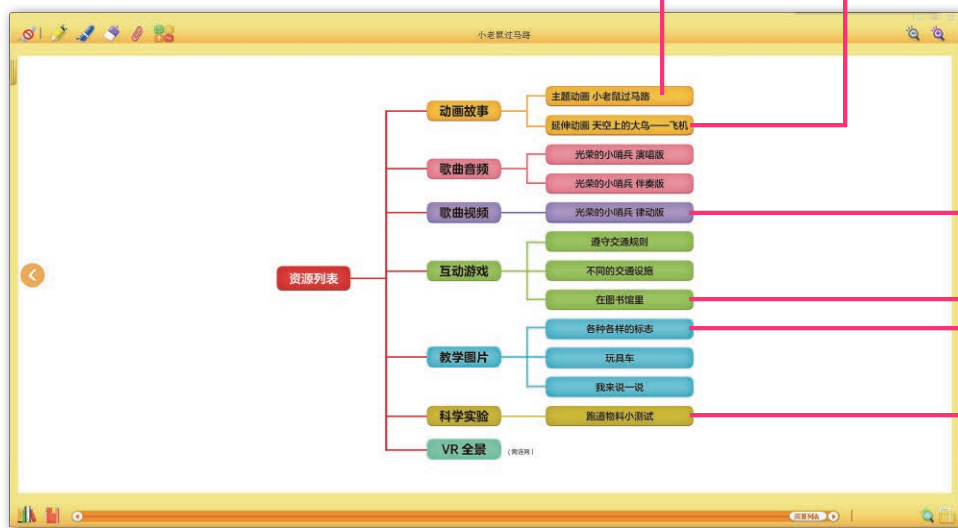 小老鼠过马路
资源列表
动画故事
主题动画 小老鼠过马路
延伸动画 天空上的大鸟——飞机
歌曲音频
光荣的小哨兵 演唱版
光荣的小哨兵 伴奏版
歌曲视频
光荣的小哨兵 律动版
互动游戏
遵守交通规则
不同的交通设施
在图书馆里
教学图片
各种各样的标志
玩具车
我来说一说
科学实验
跑道物料小测试
VR 全景
资源列表